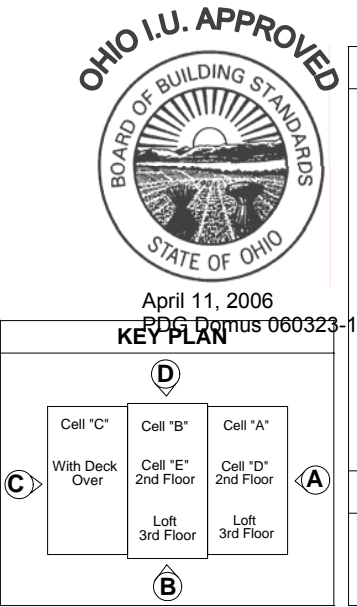 OHIO I.U. APPROVED
BOARD OF BUILDING STANDARDS
STATE OF OHIO
April 11, 2006
PDG Domus 060323-1
KEY PLAN
D
Cell "C"
Cell "B"
Cell "A"
With Deck
Over
Cell "E"
2nd Floor
Cell "D"
2nd Floor
C
A
Loft
3rd Floor
Loft
3rd Floor
B